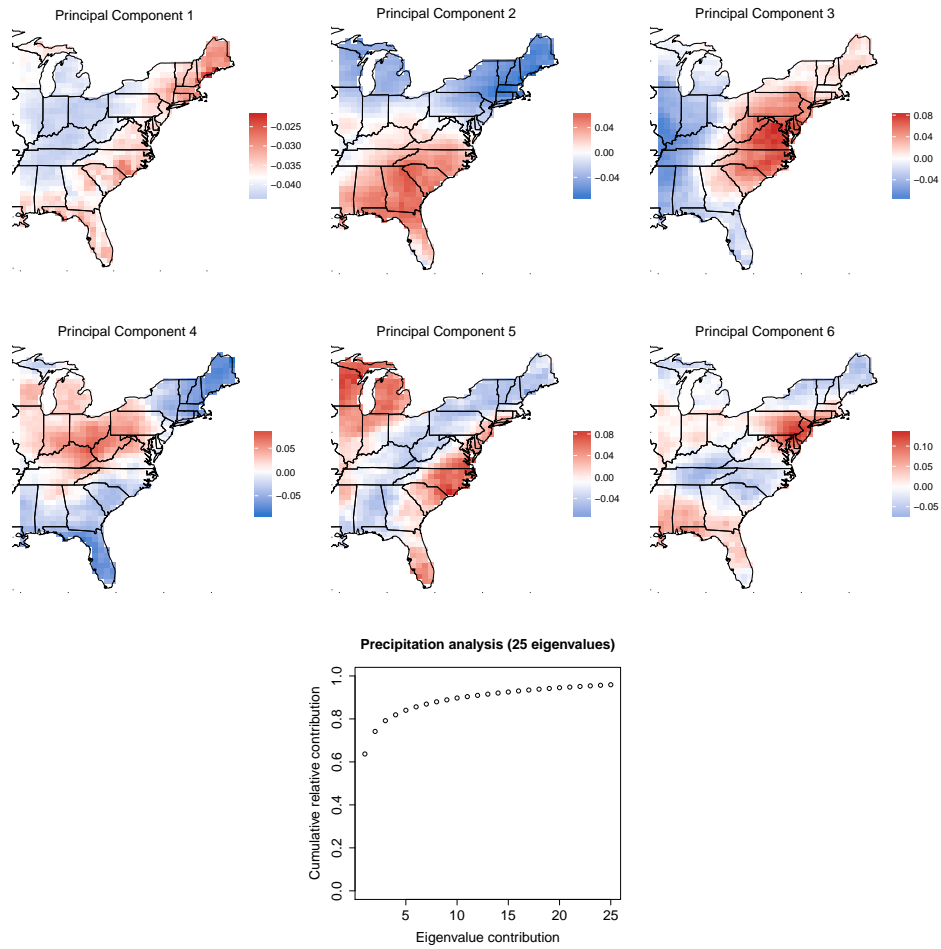 Principal Component 1
Principal Component 2
Principal Component 3
−0.025
−0.030
−0.035
−0.040
0.04
0.00
−0.04
0.08
0.04
0.00
−0.04
Principal Component 4
Principal Component 5
Principal Component 6
0.05
0.00
−0.05
0.08
0.04
0.00
−0.04
0.10
0.05
0.00
−0.05
Precipitation analysis (25 eigenvalues)
Cumulative relative contribution
1.0
0.8
0.6
0.4
0.2
0.0
5 10 15 20 25
Eigenvalue contribution